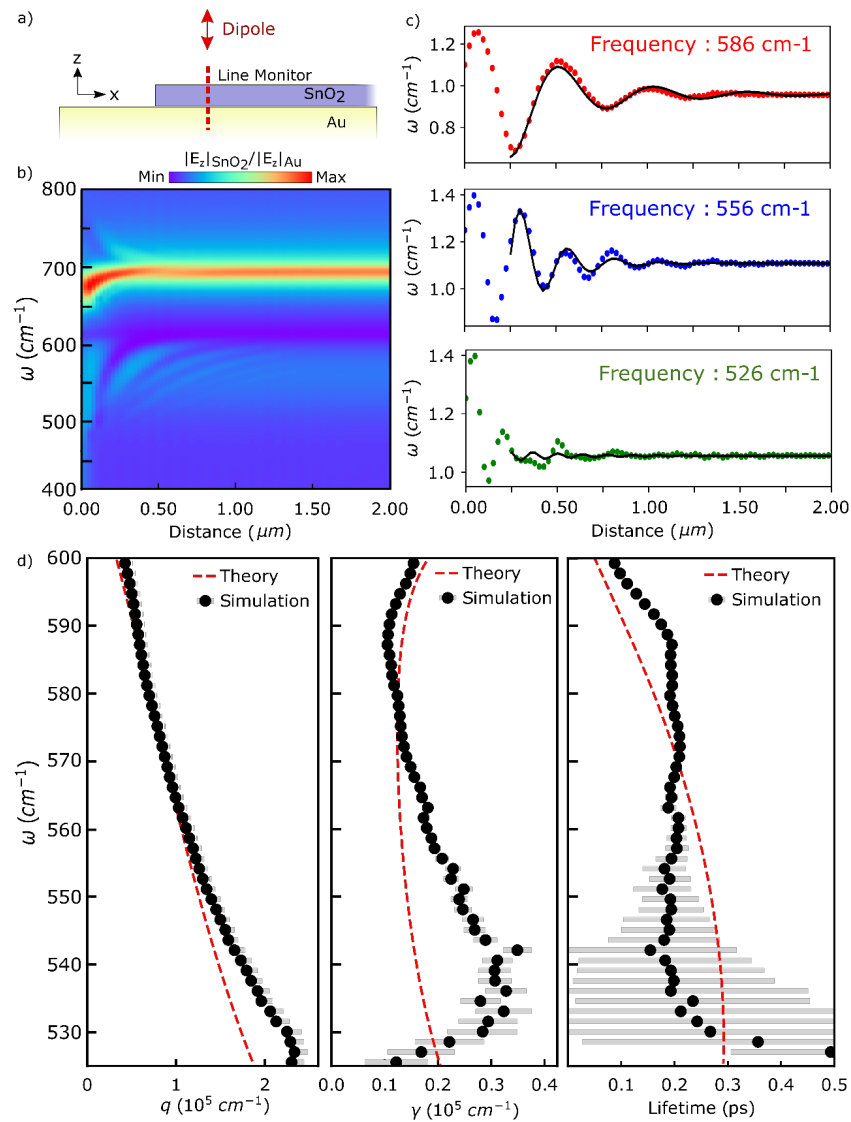 a)
Dipole
z
x
Line Monitor
SnO2
Au
b)
|Ez|SnO2/|Ez|Au
Min Max
800
700
600
500
400
ω (cm−1)
0.00 0.50 1.00 1.50 2.00
Distance (μm)
c)
Frequency : 586 cm-1
1.2
1.0
0.8
ω (cm−1)
Frequency : 556 cm-1
1.4
1.2
1.0
ω (cm−1)
Frequency : 526 cm-1
1.4
1.2
1.0
ω (cm−1)
0.00 0.25 0.50 0.75 1.00 1.25 1.50 1.75 2.00
Distance (μm)
d)
600
590
580
570
560
550
540
530
ω (cm−1)
Theory
Simulation
0 1 2
q (10^5 cm−1)
Theory
Simulation
0.1 0.2 0.3 0.4
γ (10^5 cm−1)
Theory
Simulation
0.1 0.2 0.3 0.4 0.5
Lifetime (ps)